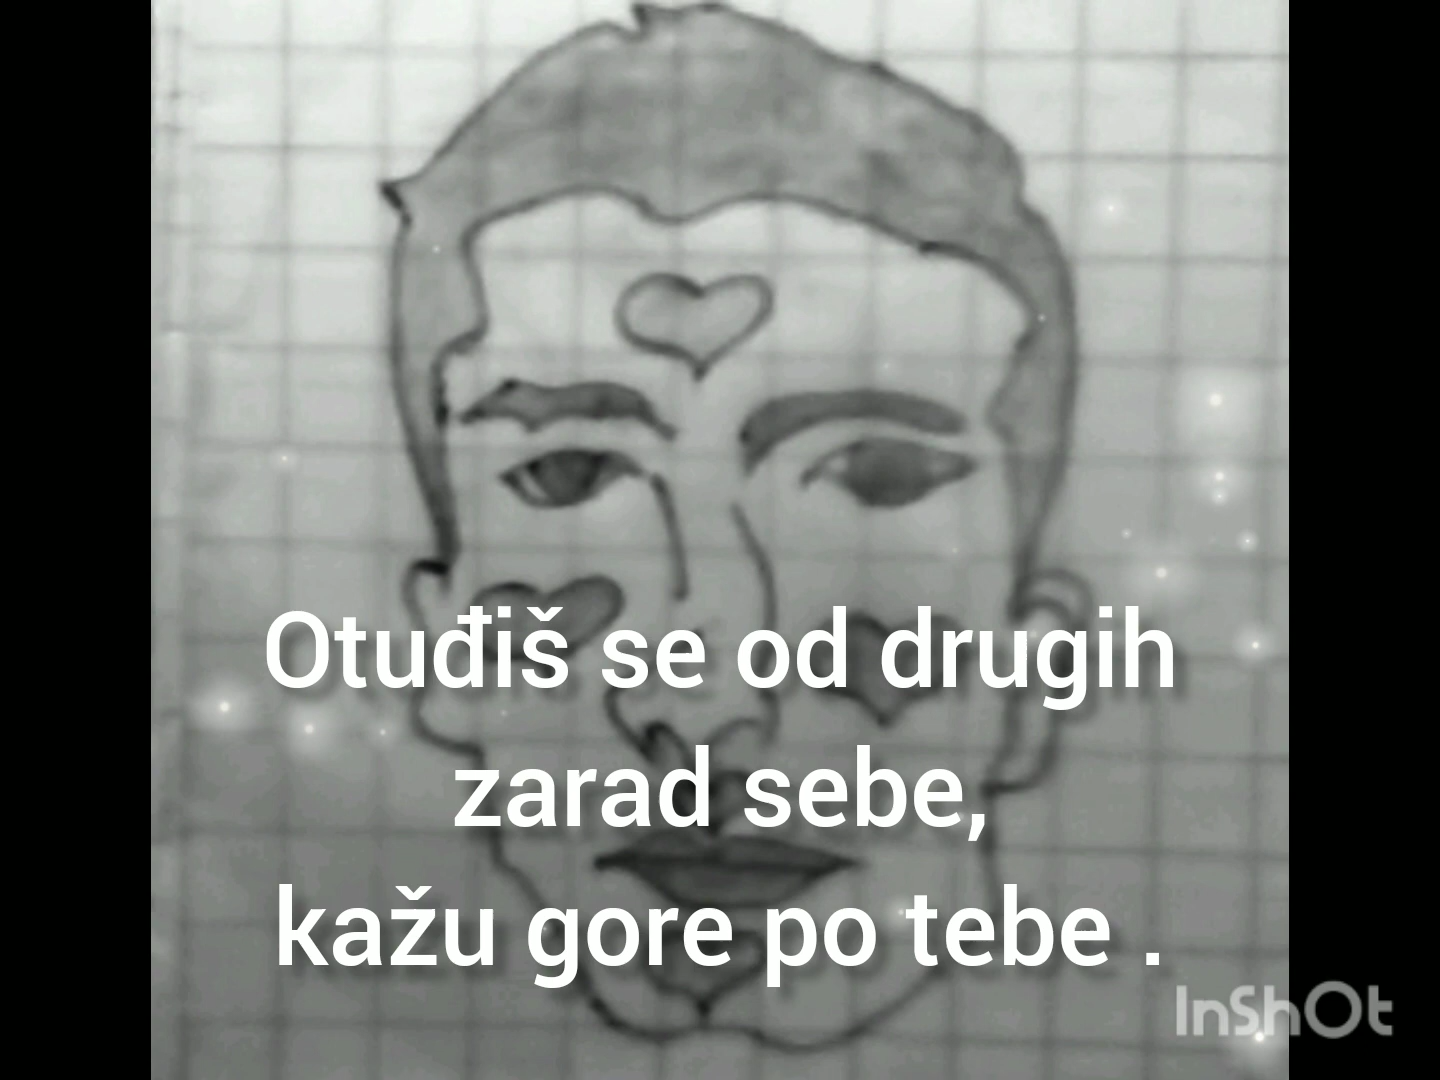 Otuđiš se od drugih
zarad sebe,
kažu gore po tebe .
InShOt